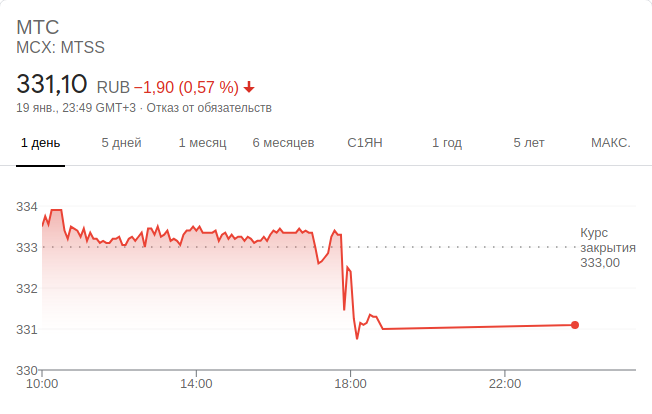 МТС
MCX: MTSS
331,10 RUB −1,90 (0,57 %)
19 янв., 23:49 GMT+3 · Отказ от обязательств
1 день 5 дней 1 месяц 6 месяцев С1ЯН 1 год 5 лет МАКС.
334
333
332
331
330
Курс
закрытия
333,00
10:00 14:00 18:00 22:00